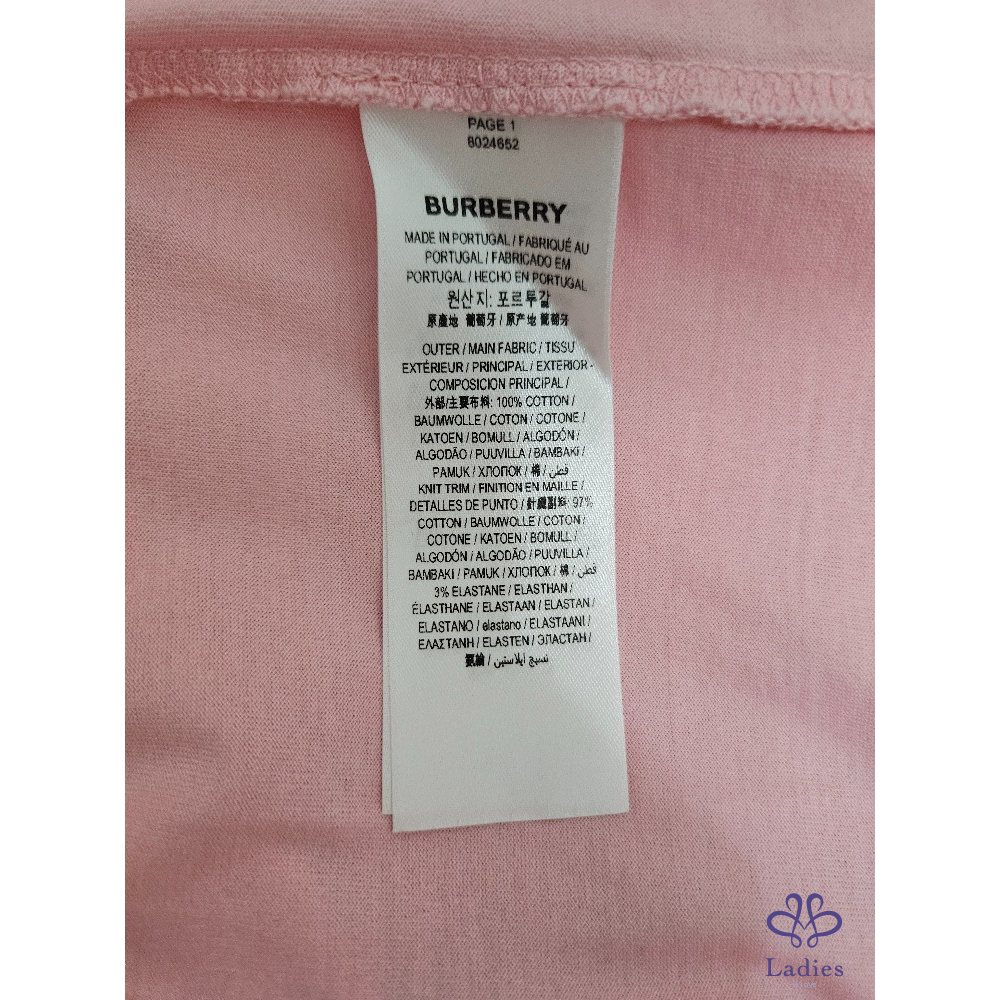 PAGE 1
8024652
BURBERRY
MADE IN PORTUGAL / FABRIQUÉ AU
PORTUGAL / FABRICADO EM
PORTUGAL / HECHO EN PORTUGAL
원산지: 포르투갈
原產地 葡萄牙 / 原产地 葡萄牙
OUTER / MAIN FABRIC / TISSU
EXTÉRIEUR / PRINCIPAL / EXTERIOR -
COMPOSICION PRINCIPAL /
外部/主要布料: 100% COTTON /
BAUMWOLLE / COTON / COTONE /
KATOEN / BOMULL / ALGODÓN /
ALGODÃO / PUUVILLA / BAMBAKI /
PAMUK / ХЛОПОК / 棉 / قطن
KNIT TRIM / FINITION EN MAILLE /
DETALLES DE PUNTO / 針織副料: 97%
COTTON / BAUMWOLLE / COTON /
COTONE / KATOEN / BOMULL /
ALGODÓN / ALGODÃO / PUUVILLA /
BAMBAKI / PAMUK / ХЛОПОК / 棉 / قطن
3% ELASTANE / ELASTHAN /
ÉLASTHANE / ELASTAAN / ELASTAN /
ELASTANO / elastano / ELASTAANI /
ΕΛΑΣΤΑΝΗ / ELASTEN / ЭЛАСТАН /
氨綸 / نسيج ايلاستين
Ladies